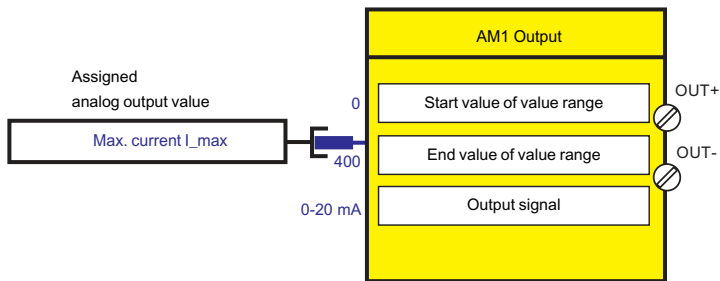 AM1 Output
Assigned
analog output value
Max. current I_max
0
Start value of value range
OUT+
400
End value of value range
OUT-
0-20 mA
Output signal